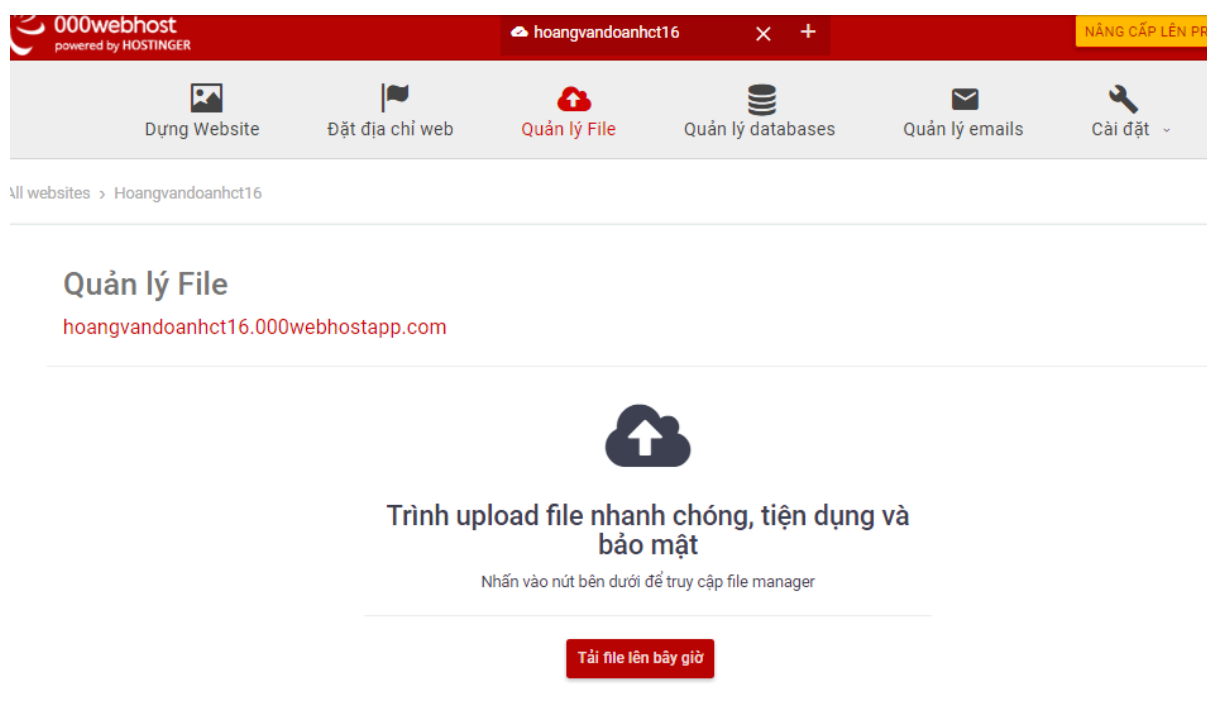 000webhost
powered by HOSTINGER
hoangvandoanhct16
NÂNG CẤP LÊN
Dựng Website
Đặt địa chỉ web
Quản lý File
Quản lý databases
Quản lý emails
Cài đặt
All websites > Hoangvandoanhct16
Quản lý File
hoangvandoanhct16.000webhostapp.com
Trình upload file nhanh chóng, tiện dụng và
bảo mật
Nhấn vào nút bên dưới để truy cập file manager
Tải file lên bây giờ